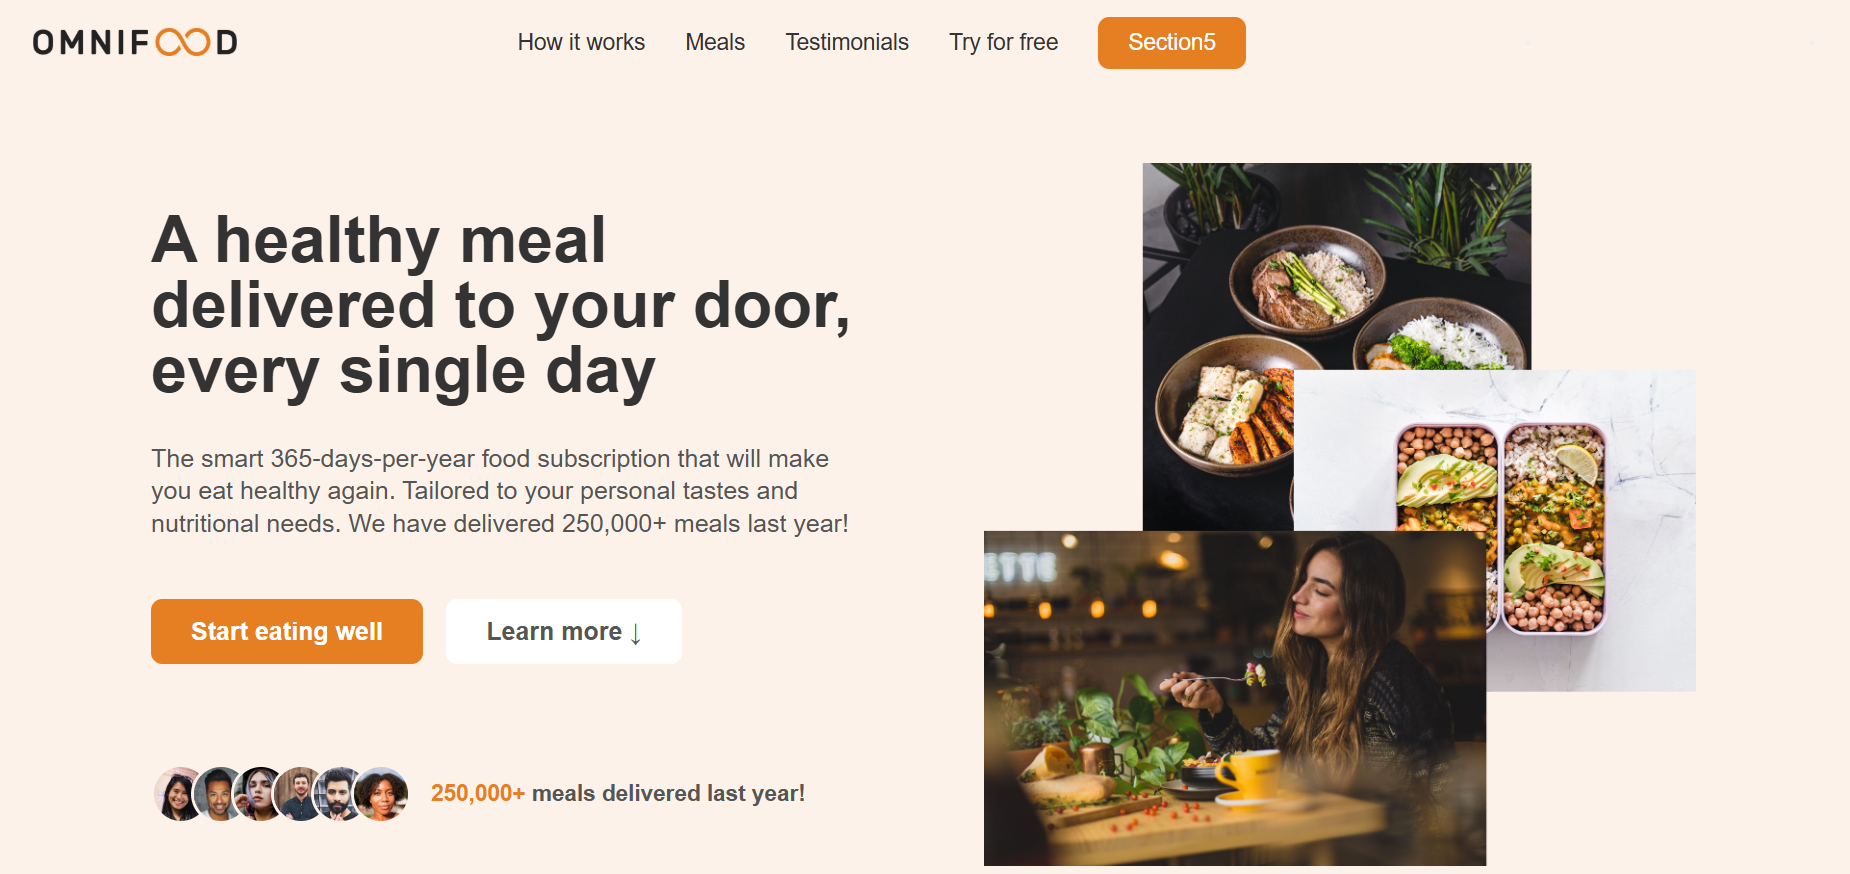 OMNIFOOD
How it works Meals Testimonials Try for free Section5
A healthy meal
delivered to your door,
every single day
The smart 365-days-per-year food subscription that will make
you eat healthy again. Tailored to your personal tastes and
nutritional needs. We have delivered 250,000+ meals last year!
ETTE
Start eating well Learn more ↓
250,000+ meals delivered last year!